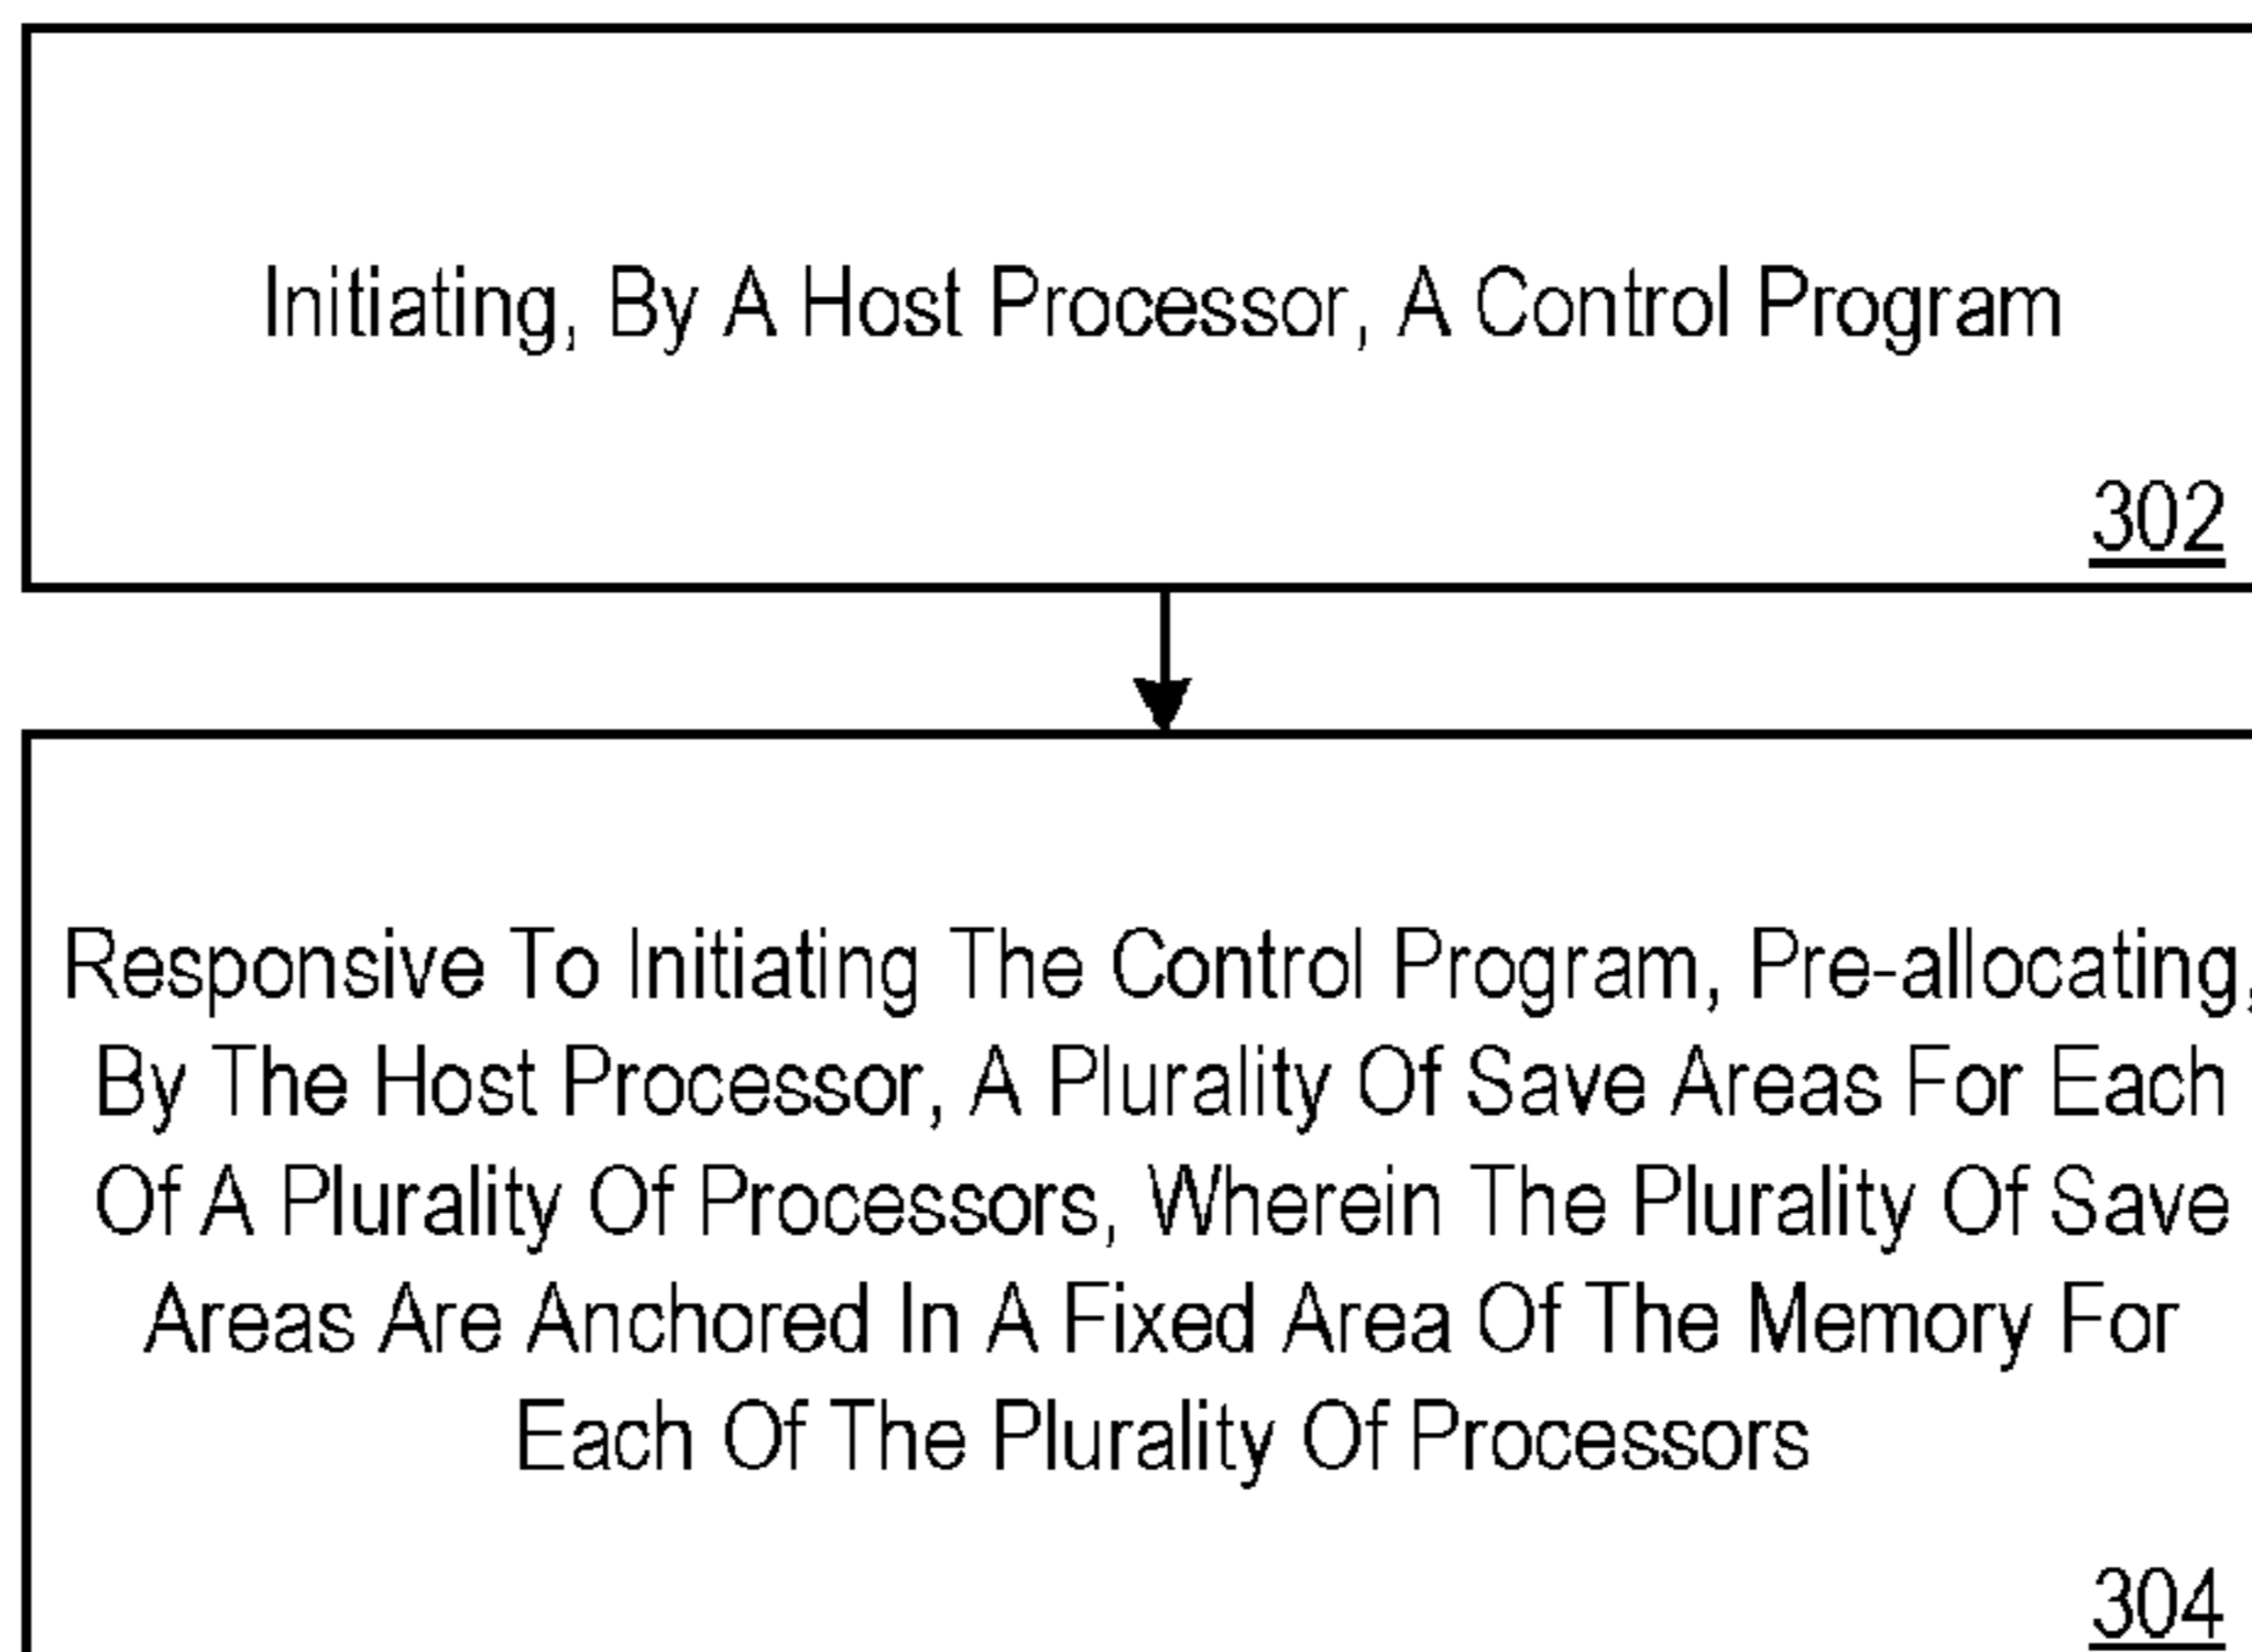 Initiating, By A Host Processor, A Control Program
302
Responsive To Initiating The Control Program, Pre-allocating,
By The Host Processor, A Plurality Of Save Areas For Each
Of A Plurality Of Processors, Wherein The Plurality Of Save
Areas Are Anchored In A Fixed Area Of The Memory For
Each Of The Plurality Of Processors
304